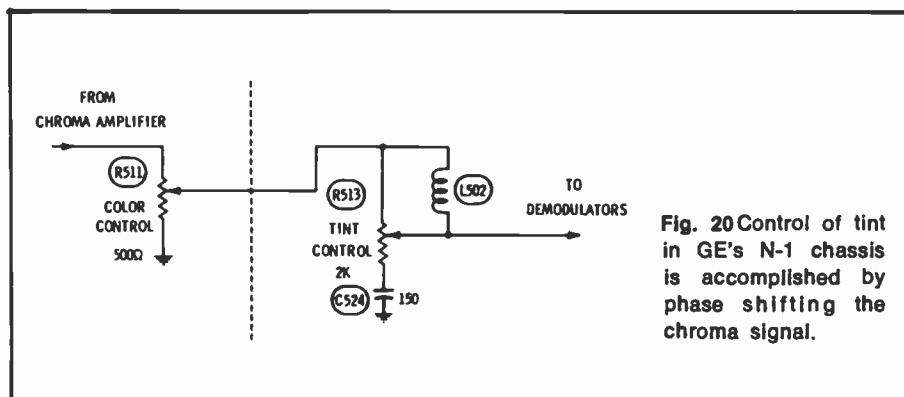 FROM
CHROMA AMPLIFIER
R511
COLOR
CONTROL
500Ω
R513
TINT
CONTROL
2K
C524
150
L502
TO
DEMODULATORS
Fig. 20 Control of tint
in GE's N-1 chassis
is accomplished by
phase shifting the
chroma signal.